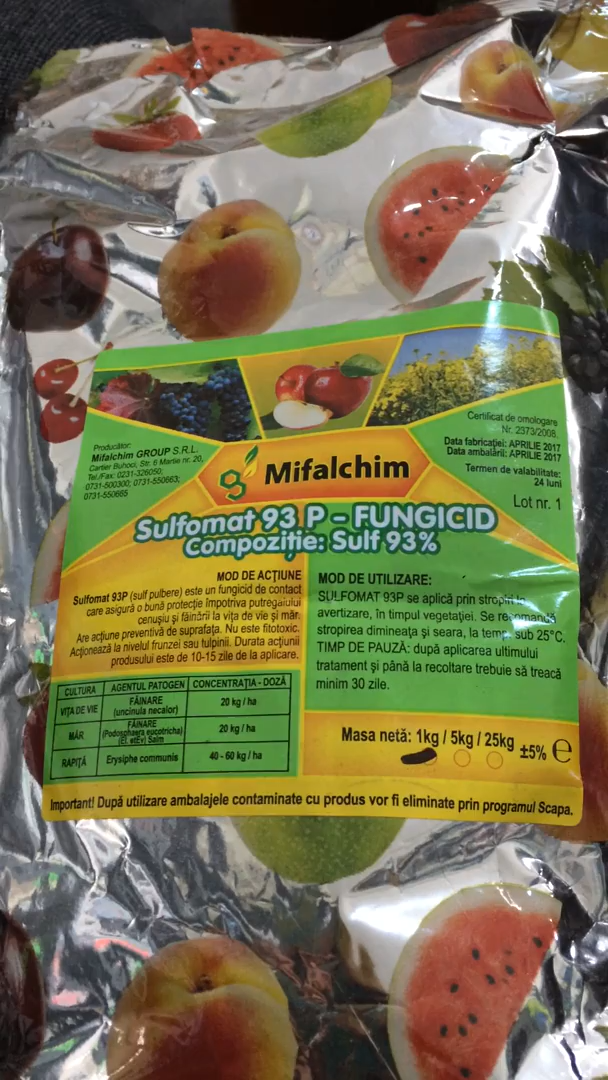 Producător:
Mifalchim GROUP S.R.L.
Cartier Buhoci, Str. 6 Martie nr. 20,
Tel./Fax: 0231-326050;
0731-500300; 0731-550663;
0731-550665
Certificat de omologare
Nr. 2373/2008.
Data fabricației: APRILIE 2017
Data ambalării: APRILIE 2017
Termen de valabilitate:
24 luni
Lot nr. 1
Mifalchim
Sulfomat 93 P - FUNGICID
Compoziție: Sulf 93%
MOD DE ACȚIUNE
Sulfomat 93P (sulf pulbere) este un fungicid de contact
care asigură o bună protecție împotriva putregaiului
cenușiu și făinării la vița de vie și măr.
Are acțiune preventivă de suprafața. Nu este fitotoxic.
Acționează la nivelul frunzei sau tulpinii. Durata acțiunii
produsului este de 10-15 zile de la aplicare.
MOD DE UTILIZARE:
SULFOMAT 93P se aplică prin stropiri la
avertizare, în timpul vegetației. Se recomandă
stropirea dimineața și seara, la temp. sub 25°C.
TIMP DE PAUZĂ: după aplicarea ultimului
tratament și până la recoltare trebuie să treacă
minim 30 zile.
CULTURA AGENTUL PATOGEN CONCENTRAȚIA - DOZĂ
VIȚA DE VIE FĂINARE (uncinula necalor) 20 kg / ha
MĂR FĂINARE (Podosphaera eucotricha) (El. etEv) Salm 20 kg / ha
RAPIȚĂ Erysiphe communis 40 - 60 kg / ha
Masa netă: 1kg / 5kg / 25kg ±5% e
Important! După utilizare ambalajele contaminate cu produs vor fi eliminate prin programul Scapa.